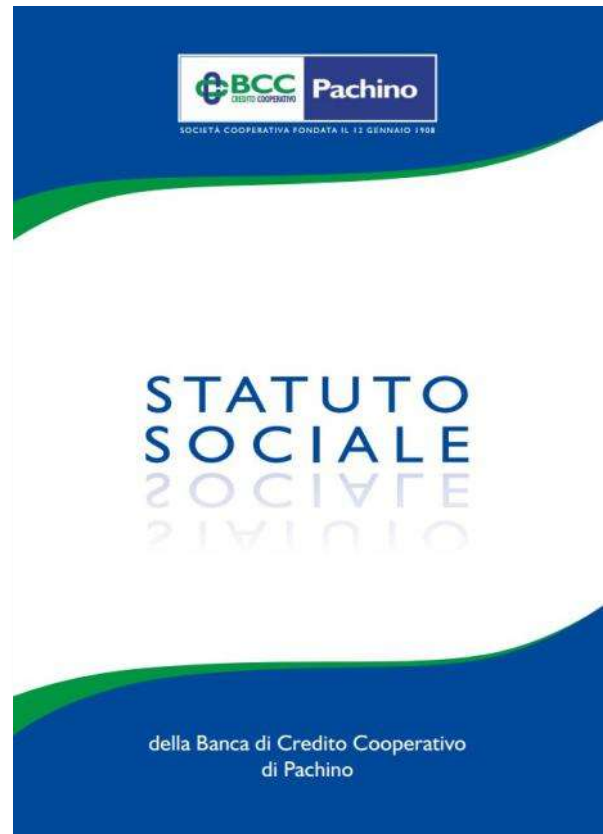 BCC
CREDITO COOPERATIVO
Pachino
SOCIETÀ COOPERATIVA FONDATA IL 12 GENNAIO 1908
STATUTO
SOCIALE
della Banca di Credito Cooperativo
di Pachino